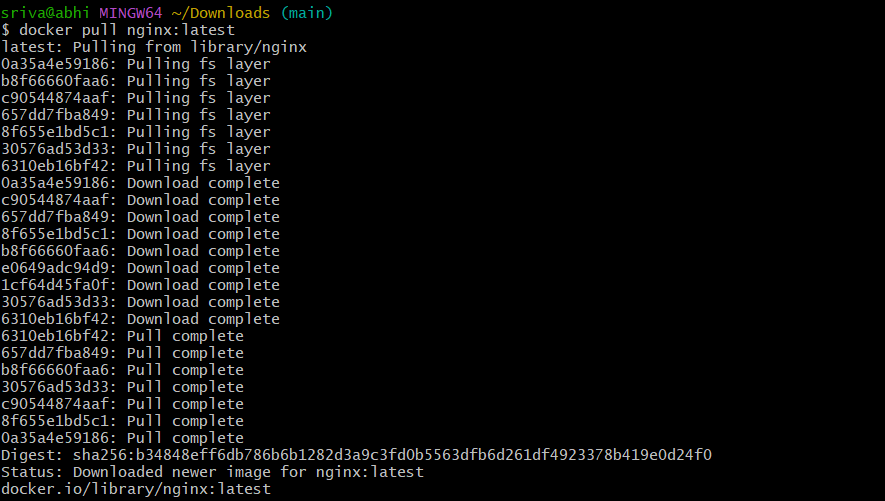 sriva@abhi MINGW64 ~/Downloads (main)
$ docker pull nginx:latest
latest: Pulling from library/nginx
0a35a4e59186: Pulling fs layer
b8f66660faa6: Pulling fs layer
c90544874aaf: Pulling fs layer
657dd7fba849: Pulling fs layer
8f655e1bd5c1: Pulling fs layer
30576ad53d33: Pulling fs layer
6310eb16bf42: Pulling fs layer
0a35a4e59186: Download complete
c90544874aaf: Download complete
657dd7fba849: Download complete
8f655e1bd5c1: Download complete
b8f66660faa6: Download complete
e0649adc94d9: Download complete
1cf64d45fa0f: Download complete
30576ad53d33: Download complete
6310eb16bf42: Download complete
6310eb16bf42: Pull complete
657dd7fba849: Pull complete
b8f66660faa6: Pull complete
30576ad53d33: Pull complete
c90544874aaf: Pull complete
8f655e1bd5c1: Pull complete
0a35a4e59186: Pull complete
Digest: sha256:b34848eff6db786b6b1282d3a9c3fd0b5563dfb6d261df4923378b419e0d24f0
Status: Downloaded newer image for nginx:latest
docker.io/library/nginx:latest